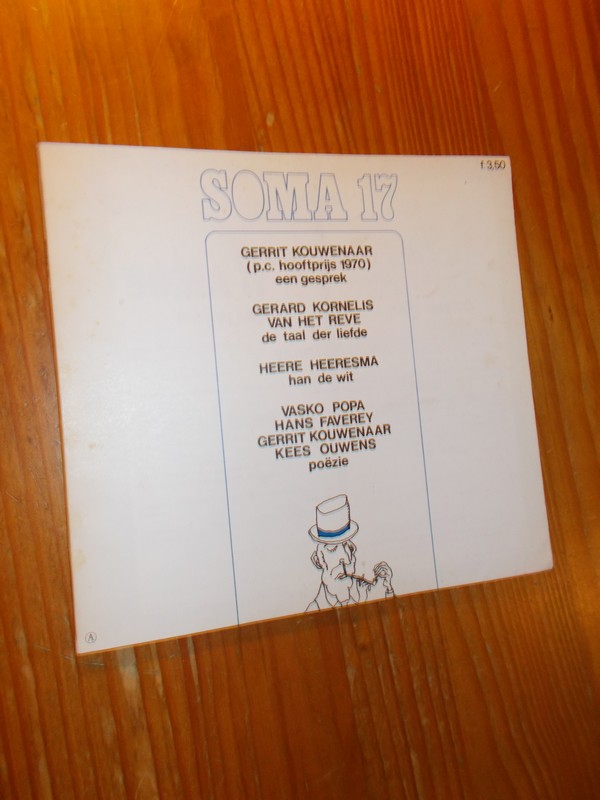 f. 3,50
SOMA 17
GERRIT KOUWENAAR
(p.c. hooftprijs 1970)
een gesprek
GERARD KORNELIS
VAN HET REVE
de taal der liefde
HEERE HEERESMA
han de wit
VASKO POPA
HANS FAVEREY
GERRIT KOUWENAAR
KEES OUWENS
poëzie
A